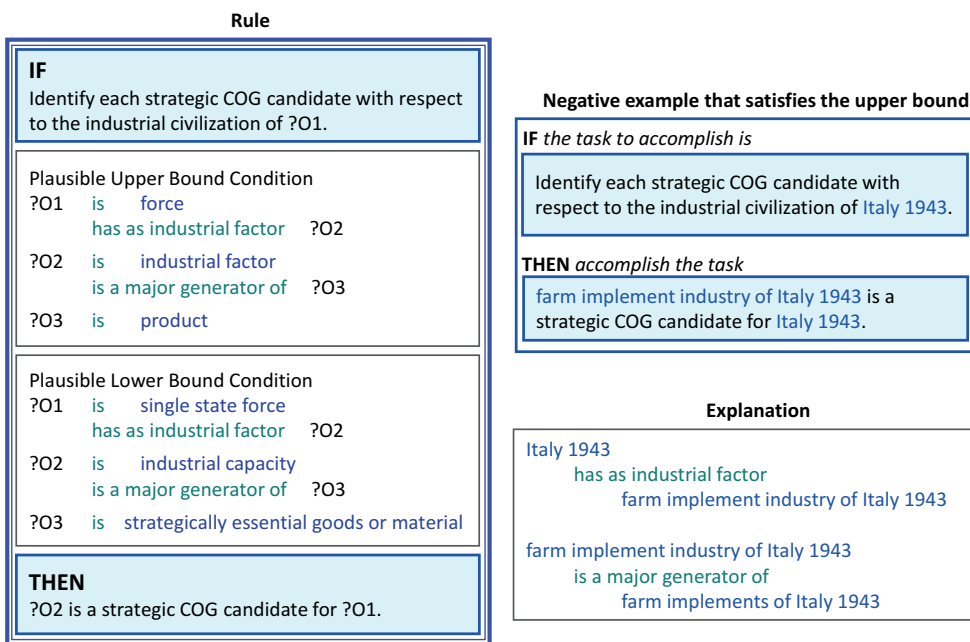 Rule
IF
Identify each strategic COG candidate with respect
to the industrial civilization of ?O1.
Plausible Upper Bound Condition
?O1 is force
has as industrial factor ?O2
?O2 is industrial factor
is a major generator of ?O3
?O3 is product
Plausible Lower Bound Condition
?O1 is single state force
has as industrial factor ?O2
?O2 is industrial capacity
is a major generator of ?O3
?O3 is strategically essential goods or material
THEN
?O2 is a strategic COG candidate for ?O1.
Negative example that satisfies the upper bound
IF the task to accomplish is
Identify each strategic COG candidate with
respect to the industrial civilization of Italy 1943.
THEN accomplish the task
farm implement industry of Italy 1943 is a
strategic COG candidate for Italy 1943.
Explanation
Italy 1943
has as industrial factor
farm implement industry of Italy 1943
farm implement industry of Italy 1943
is a major generator of
farm implements of Italy 1943